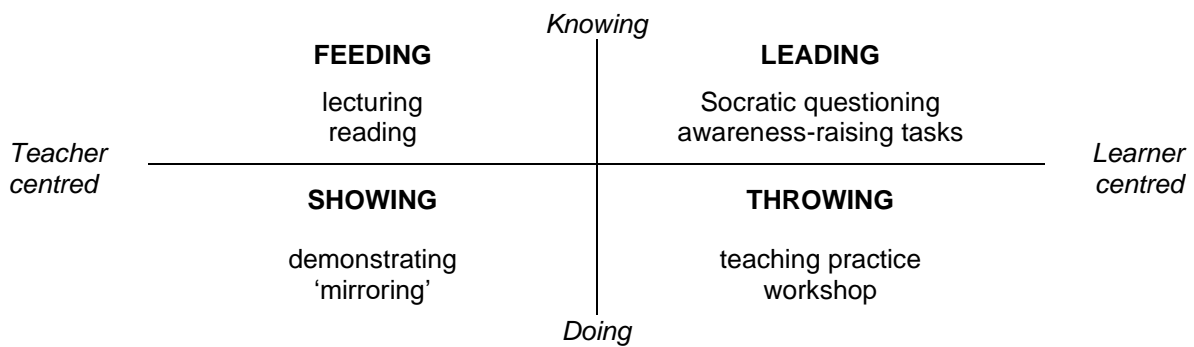 Knowing
FEEDING
lecturing
reading
LEADING
Socratic questioning
awareness-raising tasks
Teacher
centred
Learner
centred
SHOWING
demonstrating
‘mirroring’
THROWING
teaching practice
workshop
Doing